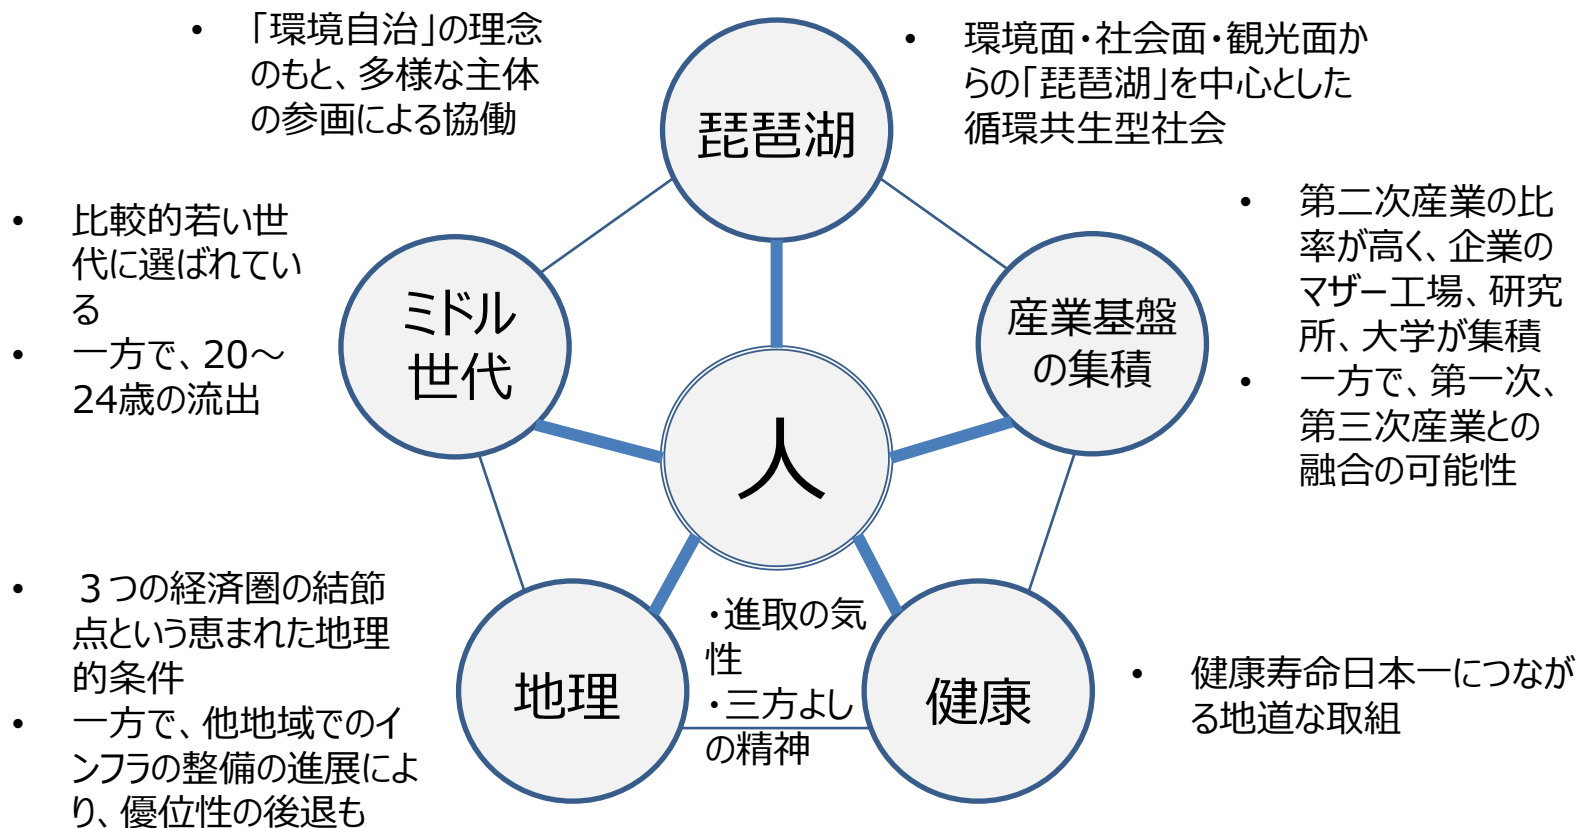 • 「環境自治」の理念
のもと、多様な主体
の参画による協働
• 環境面・社会面・観光面か
らの「琵琶湖」を中心とした
循環共生型社会
琵琶湖
• 比較的若い世
代に選ばれてい
る
• 一方で、20～
24歳の流出
ミドル
世代
産業基盤
の集積
• 第二次産業の比
率が高く、企業の
マザー工場、研究
所、大学が集積
• 一方で、第一次、
第三次産業との
融合の可能性
人
• ３つの経済圏の結節
点という恵まれた地理
的条件
• 一方で、他地域でのイ
ンフラの整備の進展によ
り、優位性の後退も
地理
・進取の気
性
・三方よし
の精神
健康
• 健康寿命日本一につなが
る地道な取組